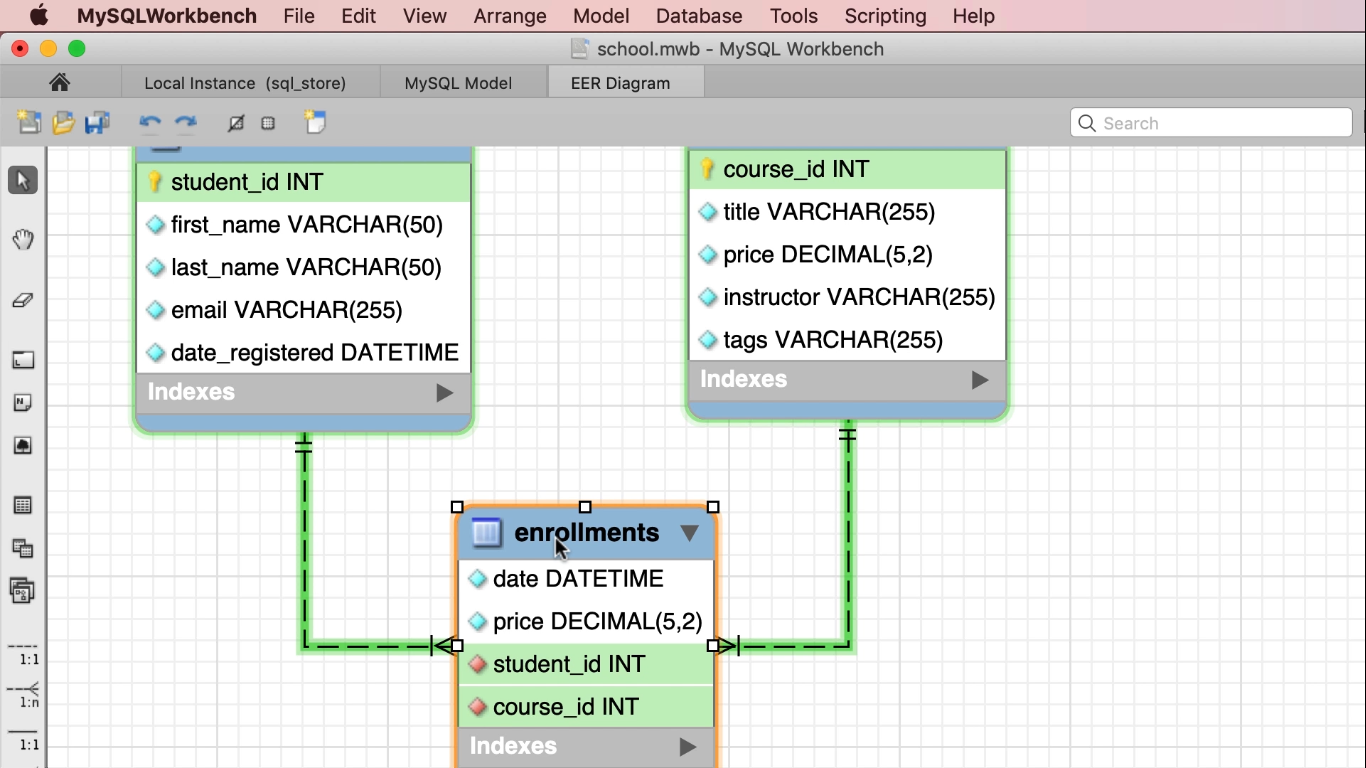 MySQLWorkbench File Edit View Arrange Model Database Tools Scripting Help
school.mwb - MySQL Workbench
Local Instance (sql_store) MySQL Model EER Diagram
Search
student_id INT
first_name VARCHAR(50)
last_name VARCHAR(50)
email VARCHAR(255)
date_registered DATETIME
Indexes
course_id INT
title VARCHAR(255)
price DECIMAL(5,2)
instructor VARCHAR(255)
tags VARCHAR(255)
Indexes
enrollments
date DATETIME
price DECIMAL(5,2)
student_id INT
course_id INT
Indexes
1:1
1:n
1:1